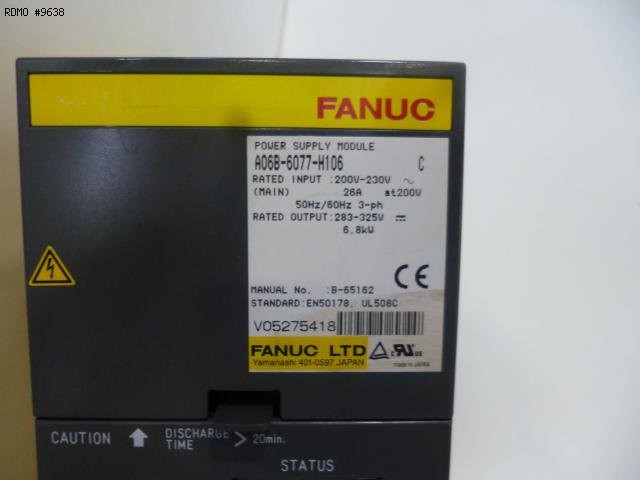 RDMO #9638
FANUC
POWER SUPPLY MODULE
A06B-6077-H106 C
RATED INPUT :200V-230V ~
(MAIN) 26A at200V
50Hz/60Hz 3-ph
RATED OUTPUT:283-325V ⎓
6.8kW
CE
MANUAL No. :B-65162
STANDARD:EN50178, UL508C
V05275418
FANUC LTD
c UR us
Yamanashi 401-0597 JAPAN
made in JAPAN
CAUTION
DISCHARGE
TIME > 20min.
STATUS